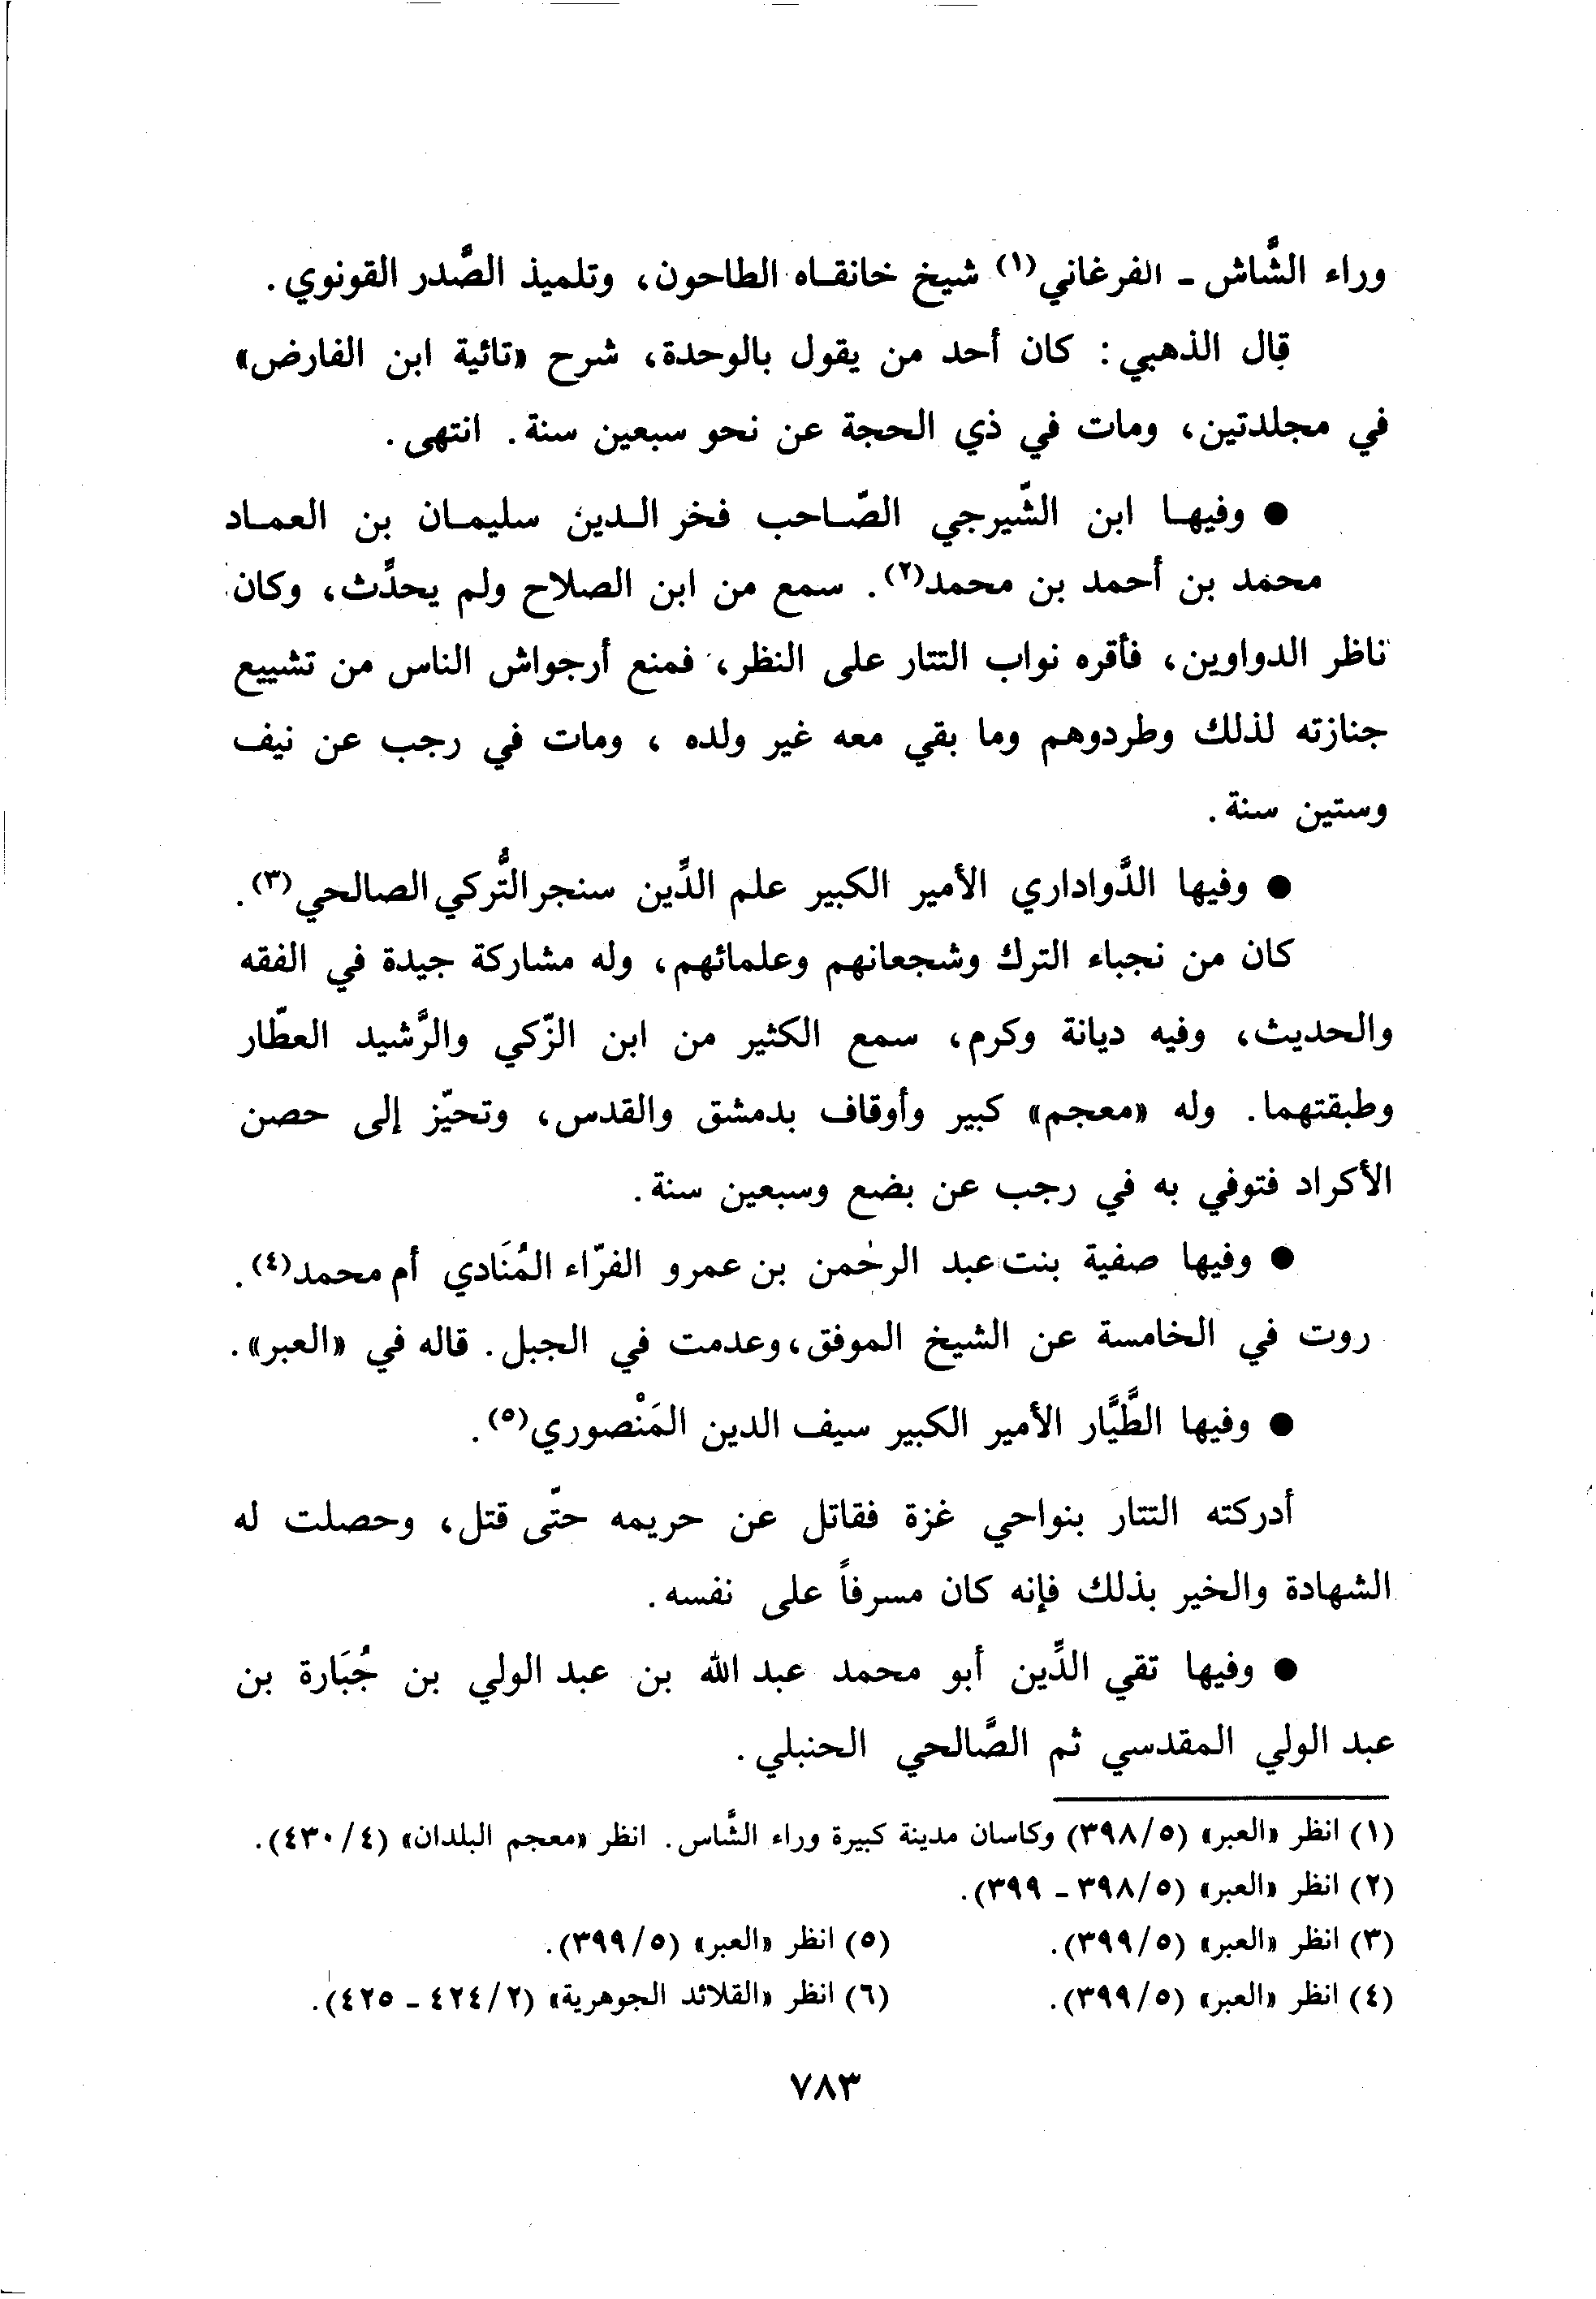 وراء الشَّاش ـ الفرغاني(١) شيخ خانقاه الطاحون، وتلميذ الصَّدر القونوي.
قال الذهبي: كان أحد من يقول بالوحدة، شرح «تائية ابن الفارض»
في مجلدتين، ومات في ذي الحجة عن نحو سبعين سنة. انتهى.
● وفيها ابن الشّيرجي الصّاحب فخر الدين سليمان بن العماد
محمد بن أحمد بن محمد(٢). سمع من ابن الصلاح ولم يحدِّث، وكان
ناظر الدواوين، فأقره نواب التتار على النظر، فمنع أرجواش الناس من تشييع
جنازته لذلك وطردوهم وما بقي معه غير ولده، ومات في رجب عن نيف
وستين سنة.
● وفيها الدَّواداري الأمير الكبير علم الدِّين سنجر التُّركي الصالحي(٣).
كان من نجباء الترك وشجعانهم وعلمائهم، وله مشاركة جيدة في الفقه
والحديث، وفيه ديانة وكرم، سمع الكثير من ابن الزّكي والرَّشيد العطّار
وطبقتهما. وله «معجم» كبير وأوقاف بدمشق والقدس، وتحيّز إلى حصن
الأكراد فتوفي به في رجب عن بضع وسبعين سنة.
● وفيها صفية بنت عبد الرحمٰن بن عمرو الفرّاء المُنَادي أم محمد(٤).
روت في الخامسة عن الشيخ الموفق، وعدمت في الجبل. قاله في «العبر».
● وفيها الطَّيَّار الأمير الكبير سيف الدين المَنْصوري(٥).
أدركته التتار بنواحي غزة فقاتل عن حريمه حتّى قتل، وحصلت له
الشهادة والخير بذلك فإنه كان مسرفاً على نفسه.
● وفيها تقي الدِّين أبو محمد عبد الله بن عبد الولي بن جُبَارة بن
عبد الولي المقدسي ثم الصَّالحي الحنبلي.
(١) انظر «العبر» (٣٩٨/٥) وكاسان مدينة كبيرة وراء الشَّاس. انظر «معجم البلدان» (٤٣٠/٤).
(٢) انظر «العبر» (٣٩٨/٥ ـ ٣٩٩).
(٣) انظر «العبر» (٣٩٩/٥). (٥) انظر «العبر» (٣٩٩/٥).
(٤) انظر «العبر» (٣٩٩/٥). (٦) انظر «القلائد الجوهرية» (٤٢٤/٢ ـ ٤٢٥).
٧٨٣